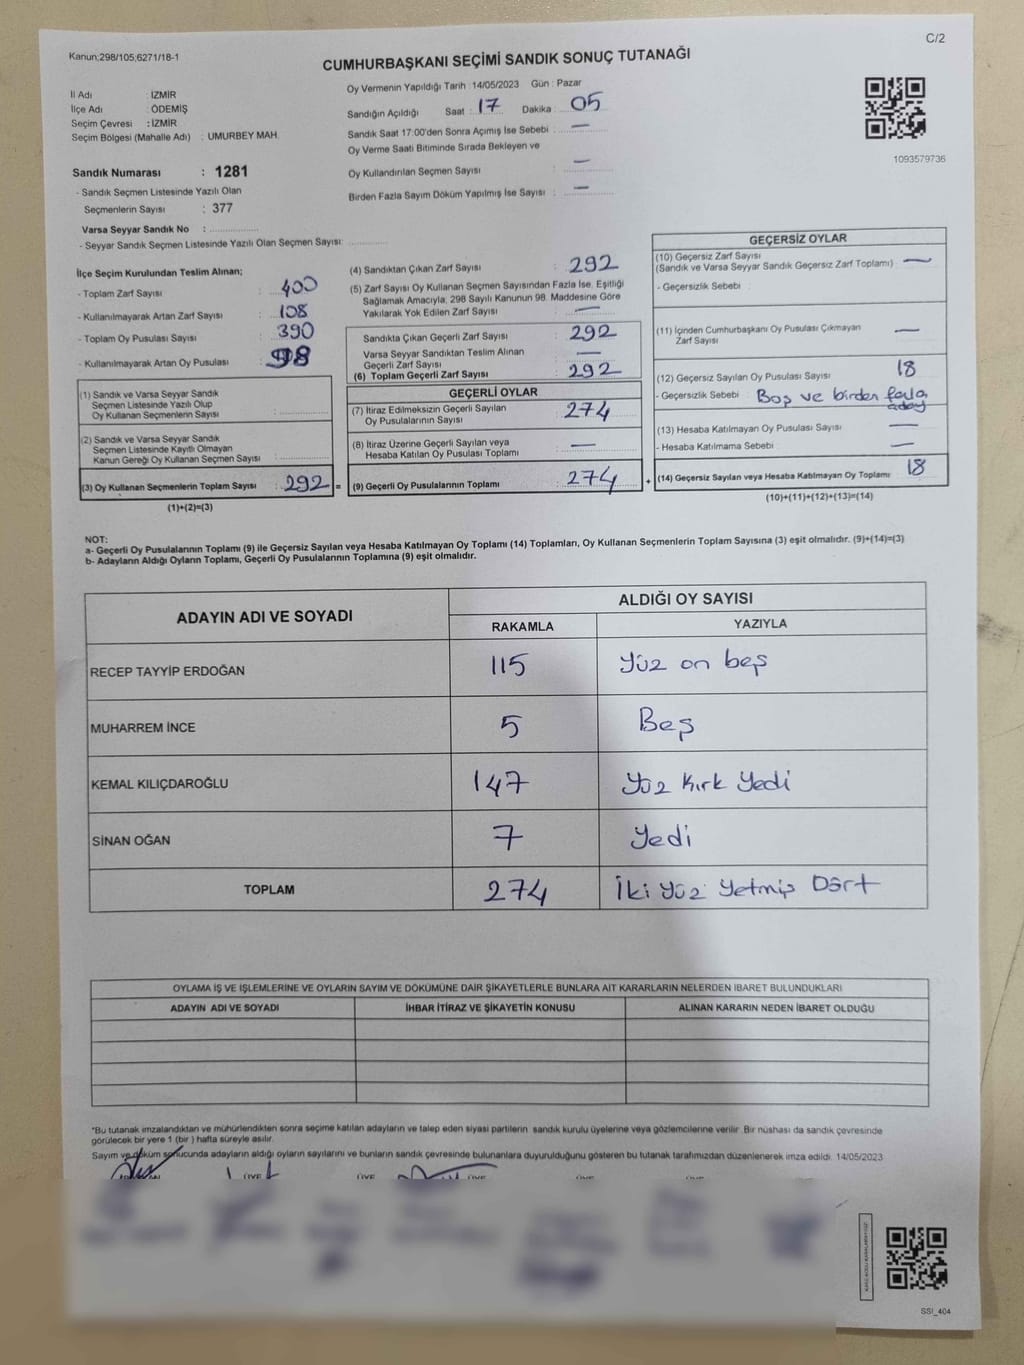 Kanun;298/105;6271/18-1
C/2
CUMHURBAŞKANI SEÇİMİ SANDIK SONUÇ TUTANAĞI
İl Adı : İZMİR
İlçe Adı : ÖDEMİŞ
Seçim Çevresi : İZMİR
Seçim Bölgesi (Mahalle Adı) : UMURBEY MAH.
Sandık Numarası : 1281
- Sandık Seçmen Listesinde Yazılı Olan
Seçmenlerin Sayısı : 377
Varsa Seyyar Sandık No :
- Seyyar Sandık Seçmen Listesinde Yazılı Olan Seçmen Sayısı:
Oy Vermenin Yapıldığı Tarih : 14/05/2023 Gün : Pazar
Sandığın Açıldığı Saat : 17 Dakika : 05
Sandık Saat 17:00'den Sonra Açımış İse Sebebi : —
Oy Verme Saati Bitiminde Sırada Bekleyen ve
Oy Kullandırılan Seçmen Sayısı : —
Birden Fazla Sayım Döküm Yapılmış İse Sayısı : —
1093579736
İlçe Seçim Kurulundan Teslim Alınan;
- Toplam Zarf Sayısı : 400
- Kullanılmayarak Artan Zarf Sayısı : 108
- Toplam Oy Pusulası Sayısı : 390
- Kullanılmayarak Artan Oy Pusulası : 98
(1) Sandık ve Varsa Seyyar Sandık
Seçmen Listesinde Yazılı Olup
Oy Kullanan Seçmenlerin Sayısı :
(2) Sandık ve Varsa Seyyar Sandık
Seçmen Listesinde Kayıtlı Olmayan
Kanun Gereği Oy Kullanan Seçmen Sayısı :
(3) Oy Kullanan Seçmenlerin Toplam Sayısı : 292 =
(1)+(2)=(3)
(4) Sandıktan Çıkan Zarf Sayısı : 292
(5) Zarf Sayısı Oy Kullanan Seçmen Sayısından Fazla İse, Eşitliği
Sağlamak Amacıyla, 298 Sayılı Kanunun 98. Maddesine Göre
Yakılarak Yok Edilen Zarf Sayısı : —
Sandıkta Çıkan Geçerli Zarf Sayısı : 292
Varsa Seyyar Sandıktan Teslim Alınan
Geçerli Zarf Sayısı : —
(6) Toplam Geçerli Zarf Sayısı : 292
GEÇERLİ OYLAR
(7) İtiraz Edilmeksizin Geçerli Sayılan
Oy Pusulalarının Sayısı : 274
(8) İtiraz Üzerine Geçerli Sayılan veya
Hesaba Katılan Oy Pusulası Toplamı : —
(9) Geçerli Oy Pusulalarının Toplamı : 274 +
GEÇERSİZ OYLAR
(10) Geçersiz Zarf Sayısı
(Sandık ve Varsa Seyyar Sandık Geçersiz Zarf Toplamı) : —
- Geçersizlik Sebebi :
(11) İçinden Cumhurbaşkanı Oy Pusulası Çıkmayan
Zarf Sayısı : —
(12) Geçersiz Sayılan Oy Pusulası Sayısı : 18
- Geçersizlik Sebebi : Boş ve birden fazla
aday
(13) Hesaba Katılmayan Oy Pusulası Sayısı : —
- Hesaba Katılmama Sebebi : —
(14) Geçersiz Sayılan veya Hesaba Katılmayan Oy Toplamı : 18
(10)+(11)+(12)+(13)=(14)
NOT:
a- Geçerli Oy Pusulalarının Toplamı (9) ile Geçersiz Sayılan veya Hesaba Katılmayan Oy Toplamı (14) Toplamları, Oy Kullanan Seçmenlerin Toplam Sayısına (3) eşit olmalıdır. (9)+(14)=(3)
b- Adayların Aldığı Oyların Toplamı, Geçerli Oy Pusulalarının Toplamına (9) eşit olmalıdır.
ADAYIN ADI VE SOYADI
ALDIĞI OY SAYISI
RAKAMLA YAZIYLA
RECEP TAYYİP ERDOĞAN 115 Yüz on beş
MUHARREM İNCE 5 Beş
KEMAL KILIÇDAROĞLU 147 Yüz Kırk Yedi
SİNAN OĞAN 7 Yedi
TOPLAM 274 İki Yüz Yetmiş Dört
OYLAMA İŞ VE İŞLEMLERİNE VE OYLARIN SAYIM VE DÖKÜMÜNE DAİR ŞİKAYETLERLE BUNLARA AİT KARARLARIN NELERDEN İBARET BULUNDUKLARI
ADAYIN ADI VE SOYADI İHBAR İTİRAZ VE ŞİKAYETİN KONUSU ALINAN KARARIN NEDEN İBARET OLDUĞU
*Bu tutanak imzalandıktan ve mühürlendikten sonra seçime katılan adayların ve talep eden siyasi partilerin sandık kurulu üyelerine veya gözlemcilerine verilir. Bir nüshası da sandık çevresinde
görülecek bir yere 1 (bir ) hafta süreyle asılır.
Sayım ve döküm sonucunda adayların aldığı oyların sayılarını ve bunların sandık çevresinde bulunanlara duyurulduğunu gösteren bu tutanak tarafımızdan düzenlenerek imza edildi. 14/05/2023
ÜYE ÜYE ÜYE
SSI_404